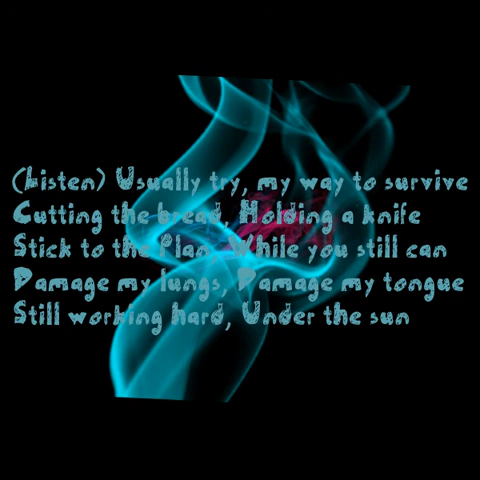 (Listen) Usually try, my way to survive
Cutting the bread, Holding a knife
Stick to the Plan, While you still can
Damage my lungs, Damage my tongue
Still working hard, Under the sun